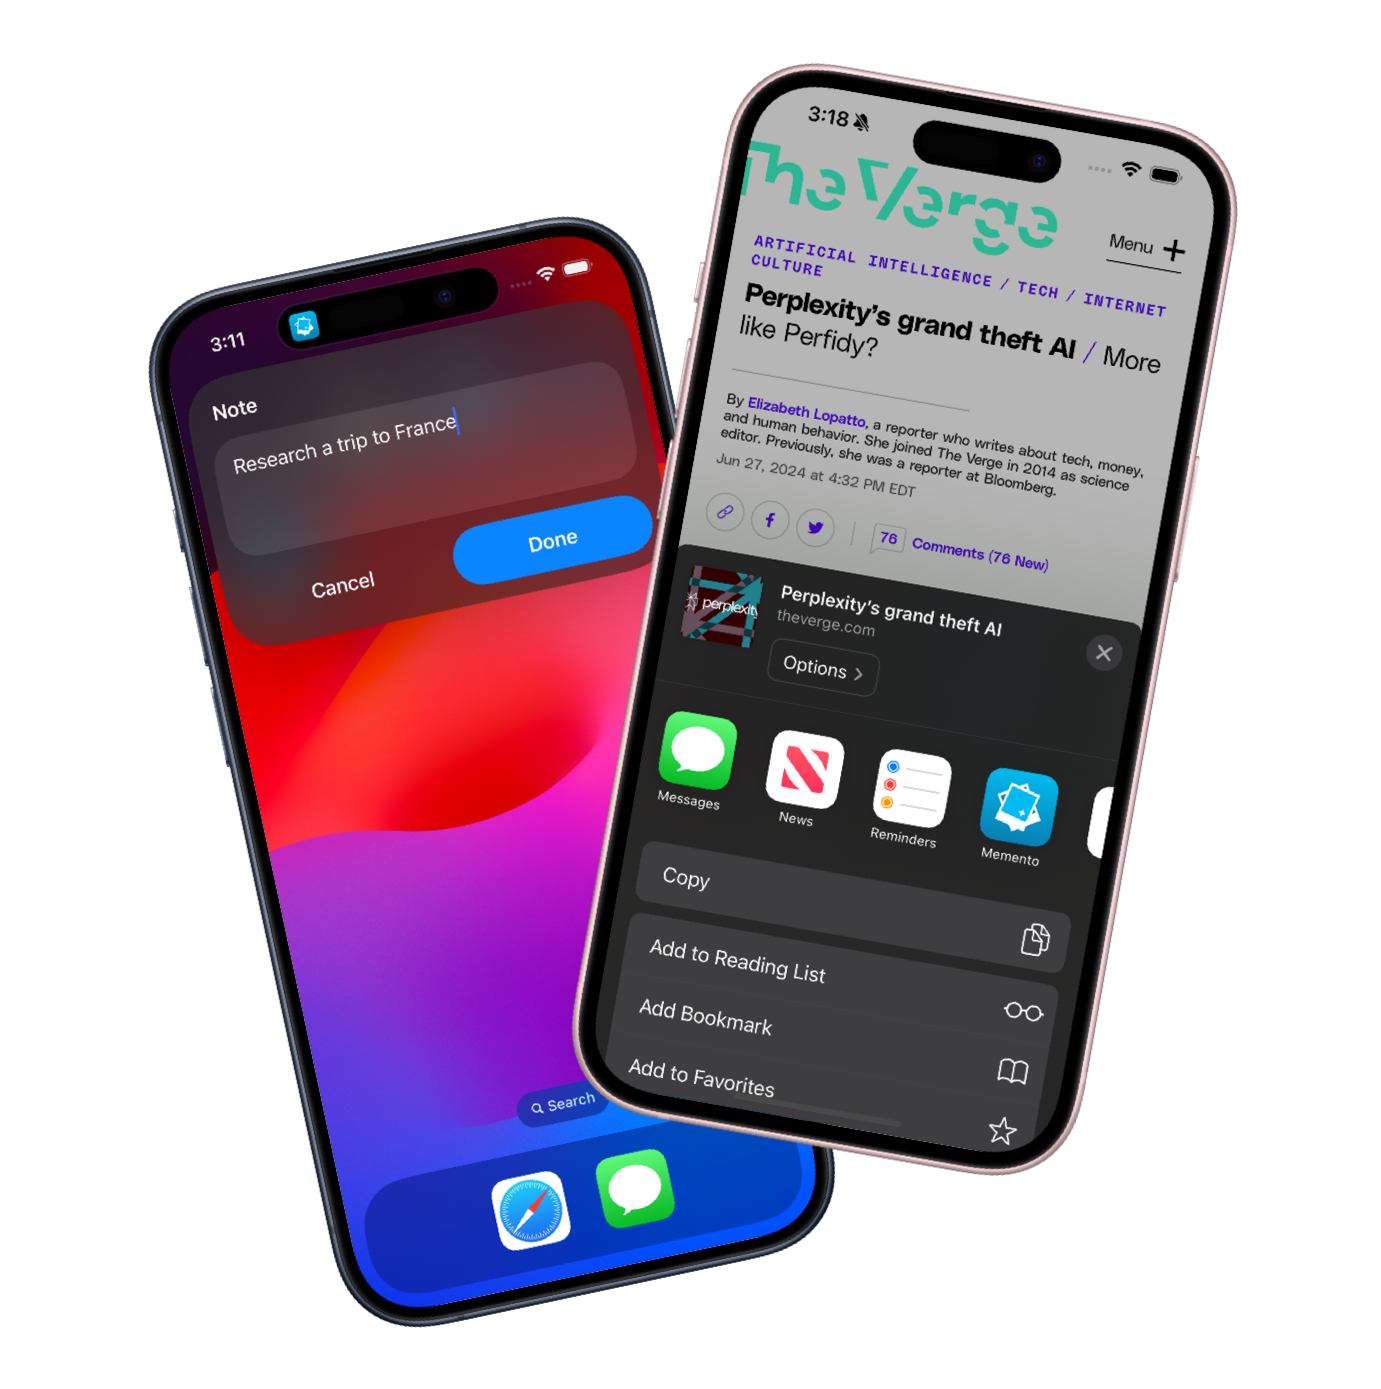 3:11
Note
Research a trip to France
Cancel
Done
Search
3:18
The Verge
Menu
ARTIFICIAL INTELLIGENCE / TECH / INTERNET
CULTURE
Perplexity's grand theft AI / More
like Perfidy?
By Elizabeth Lopatto, a reporter who writes about tech, money,
and human behavior. She joined The Verge in 2014 as science
editor. Previously, she was a reporter at Bloomberg.
Jun 27, 2024 at 4:32 PM EDT
76
Comments (76 New)
perplexity
Perplexity's grand theft AI
theverge.com
Options
Messages
News
Reminders
Memento
Copy
Add to Reading List
Add Bookmark
Add to Favorites